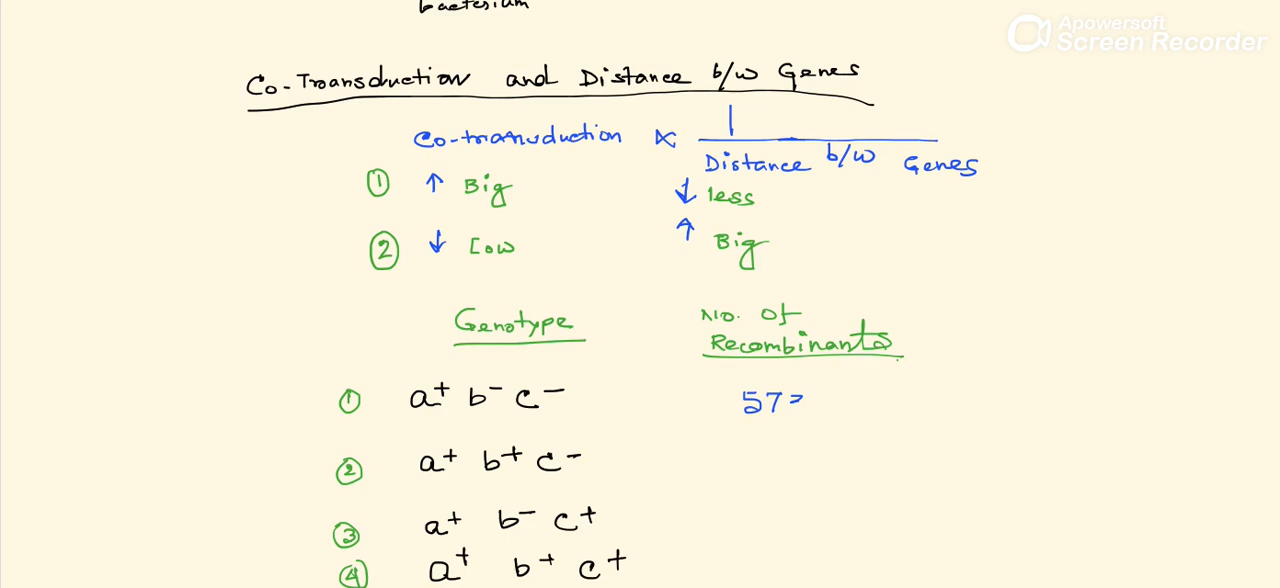 bacterium
Apowersoft
Screen Recorder
Co-Transduction and Distance b/w Genes
Co-transduction ∝ 1
Distance b/w Genes
① ↑ Big ↓ less
② ↓ Low ↑ Big
Genotype No. of
Recombinants
① a+ b- c- 57
② a+ b+ c-
③ a+ b- c+
④ a+ b+ c+